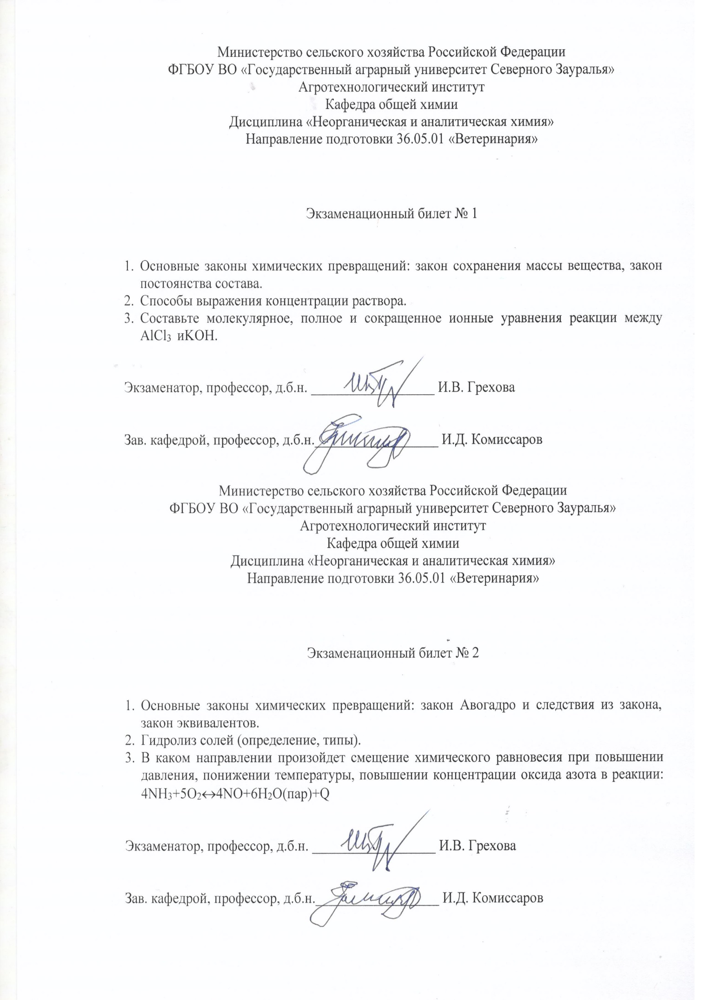 Министерство сельского хозяйства Российской Федерации
ФГБОУ ВО «Государственный аграрный университет Северного Зауралья»
Агротехнологический институт
Кафедра общей химии
Дисциплина «Неорганическая и аналитическая химия»
Направление подготовки 36.05.01 «Ветеринария»
Экзаменационный билет № 1
1. Основные законы химических превращений: закон сохранения массы вещества, закон
постоянства состава.
2. Способы выражения концентрации раствора.
3. Составьте молекулярное, полное и сокращенное ионные уравнения реакции между
AlCl₃ иKOH.
Экзаменатор, профессор, д.б.н. __________________ И.В. Грехова
Зав. кафедрой, профессор, д.б.н.__________________ И.Д. Комиссаров
Министерство сельского хозяйства Российской Федерации
ФГБОУ ВО «Государственный аграрный университет Северного Зауралья»
Агротехнологический институт
Кафедра общей химии
Дисциплина «Неорганическая и аналитическая химия»
Направление подготовки 36.05.01 «Ветеринария»
Экзаменационный билет № 2
1. Основные законы химических превращений: закон Авогадро и следствия из закона,
закон эквивалентов.
2. Гидролиз солей (определение, типы).
3. В каком направлении произойдет смещение химического равновесия при повышении
давления, понижении температуры, повышении концентрации оксида азота в реакции:
4NH₃+5O₂↔4NO+6H₂O(пар)+Q
Экзаменатор, профессор, д.б.н. __________________ И.В. Грехова
Зав. кафедрой, профессор, д.б.н.__________________ И.Д. Комиссаров